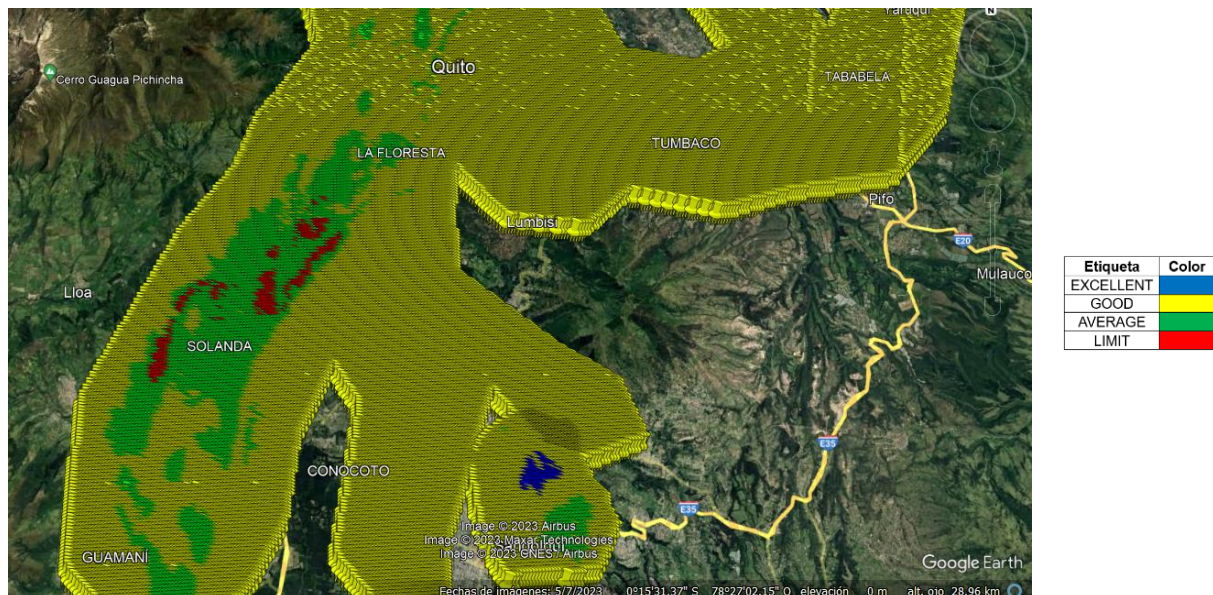 Yaruquí
N
Quito
Cerro Guagua Pichincha
TABABELA
LA FLORESTA
TUMBACO
Pifo
Lumbisí
E20
Mulauco
Lloa
SOLANDA
E35
CONOCOTO
E35
Image © 2023 Airbus
Image © 2023 Maxar Technologies
Image © 2023 CNES / Airbus
GUAMANÍ
Google Earth
Fechas de imágenes: 5/7/2023 0°15'31.37" S 78°27'02.15" O elevación 0 m alt. ojo 28.96 km
Etiqueta Color
EXCELLENT
GOOD
AVERAGE
LIMIT